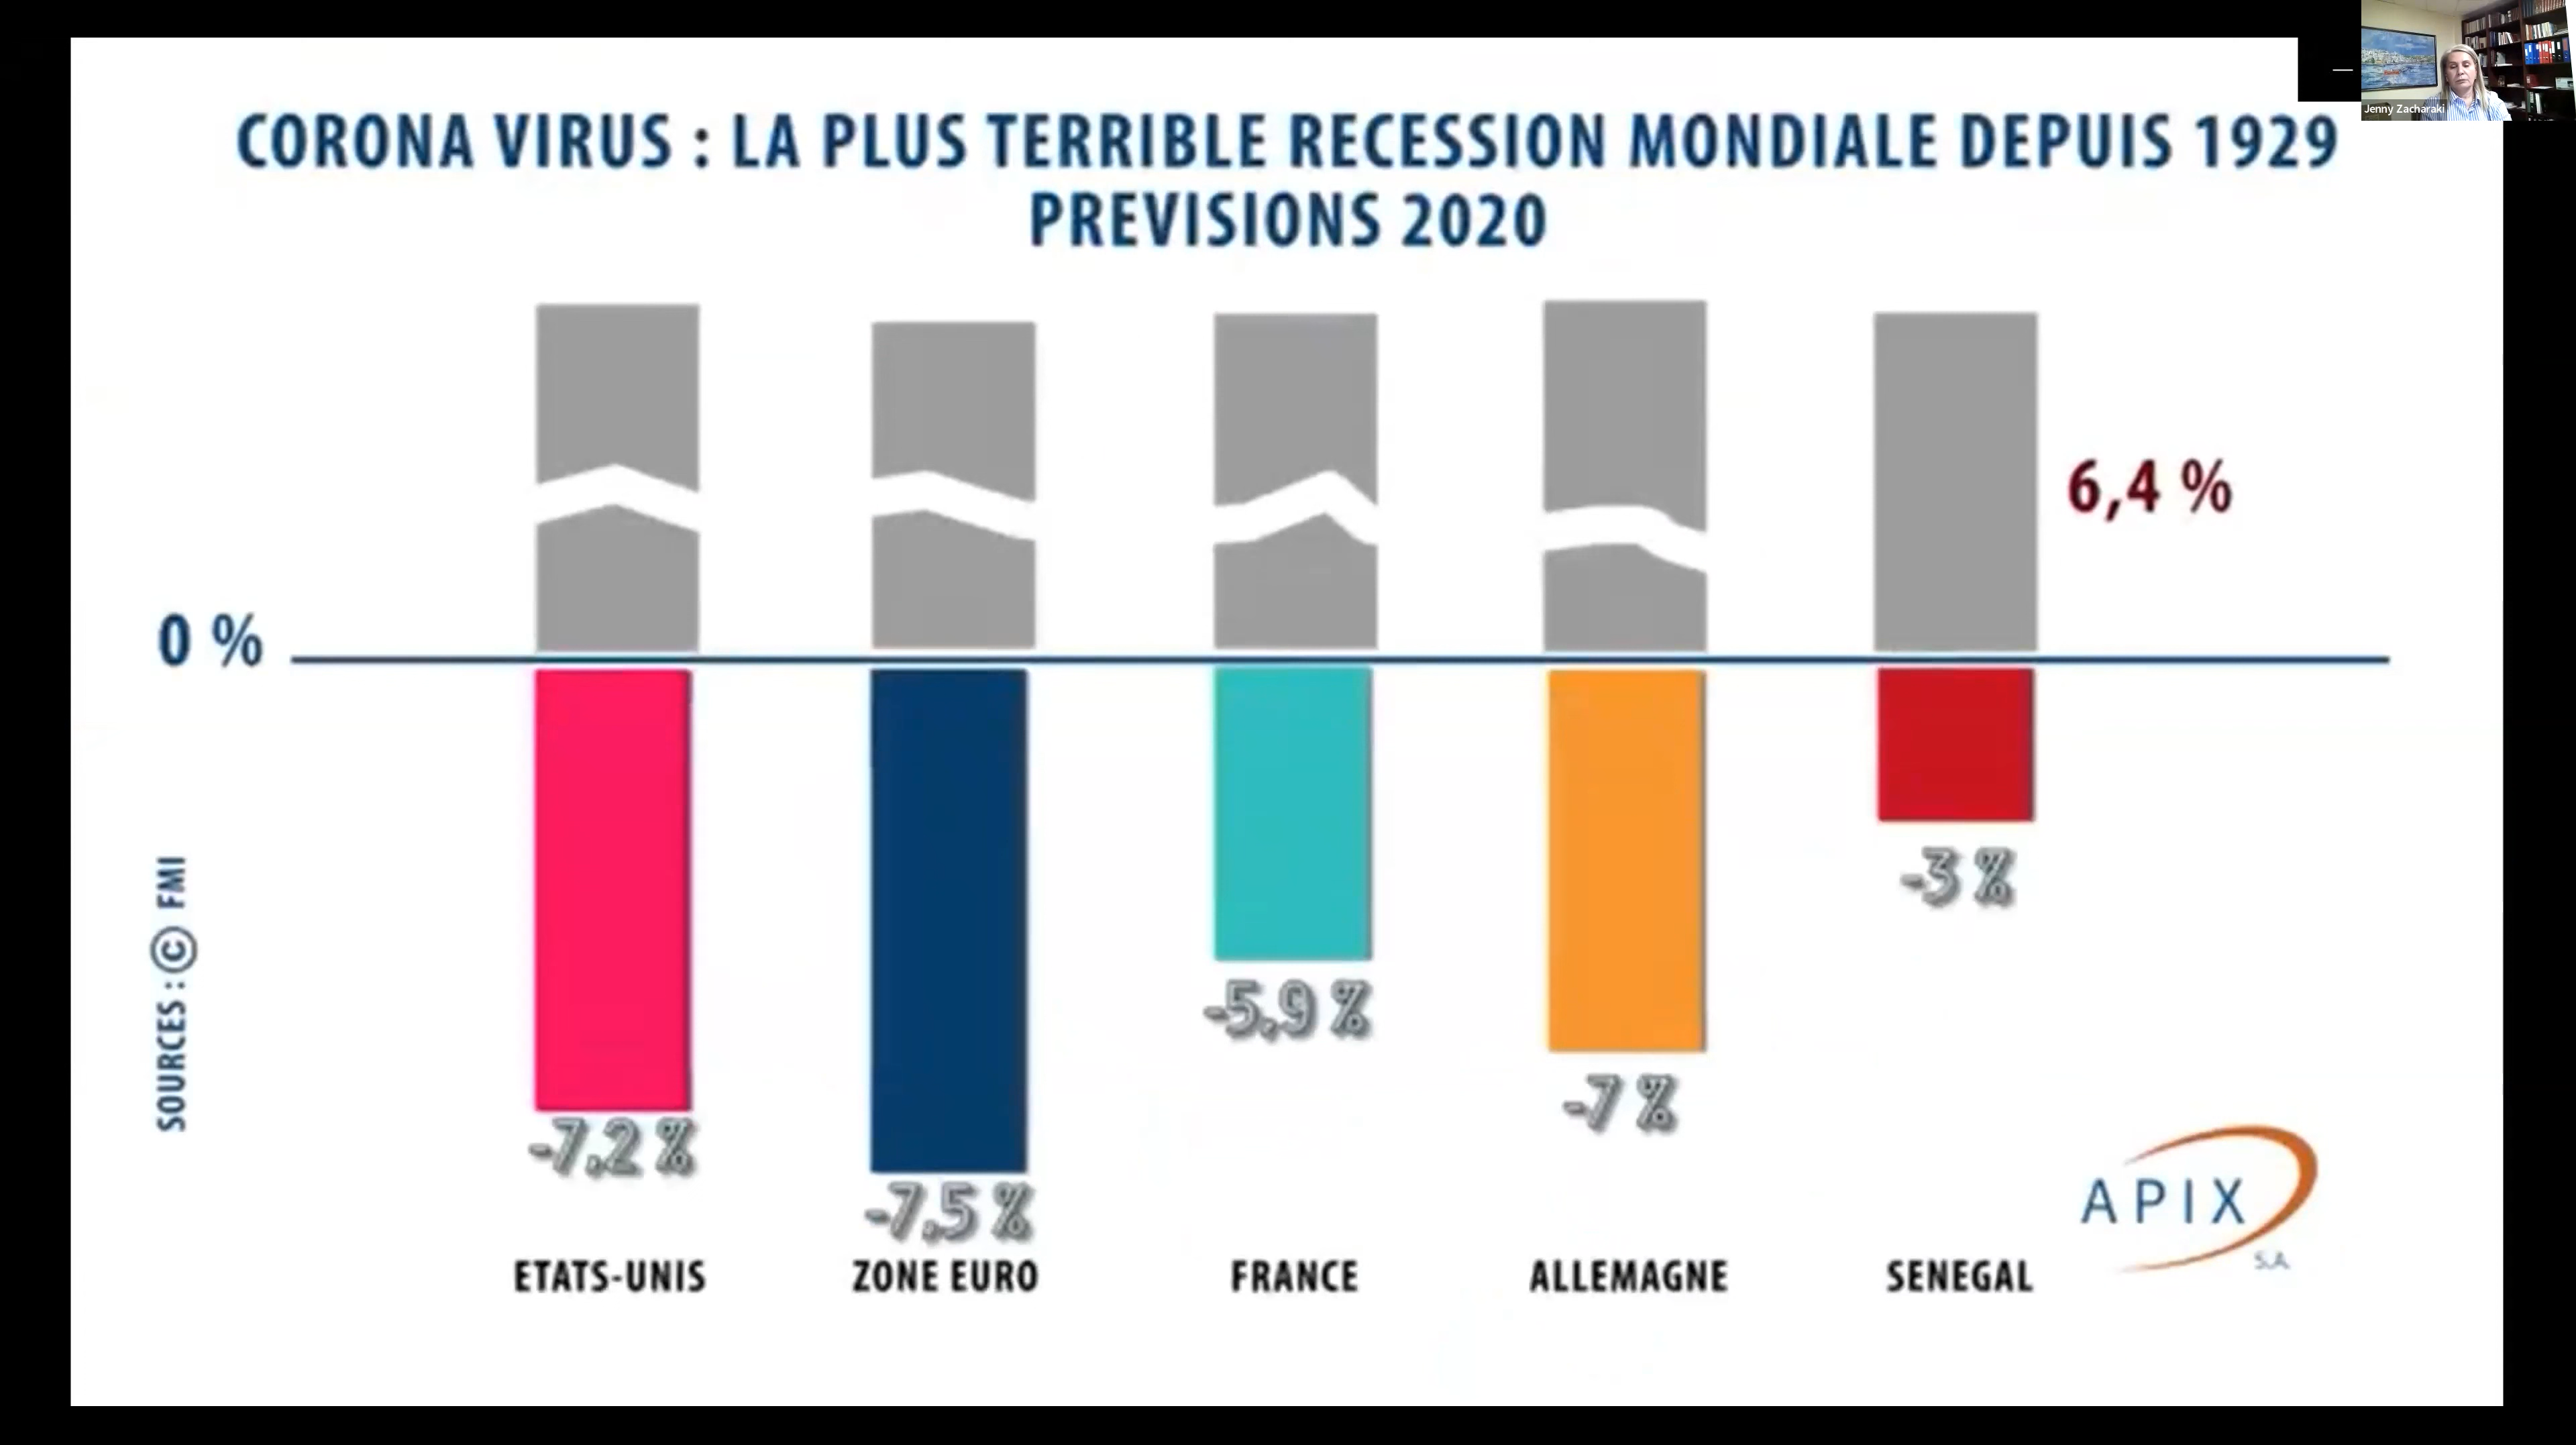 Jenny Zacharaki
CORONA VIRUS : LA PLUS TERRIBLE RECESSION MONDIALE DEPUIS 1929
PREVISIONS 2020
6,4 %
0 %
-3 %
-5,9 %
-7 %
-7,2 %
-7,5 %
SOURCES : © FMI
APIX
S.A.
ETATS-UNIS
ZONE EURO
FRANCE
ALLEMAGNE
SENEGAL